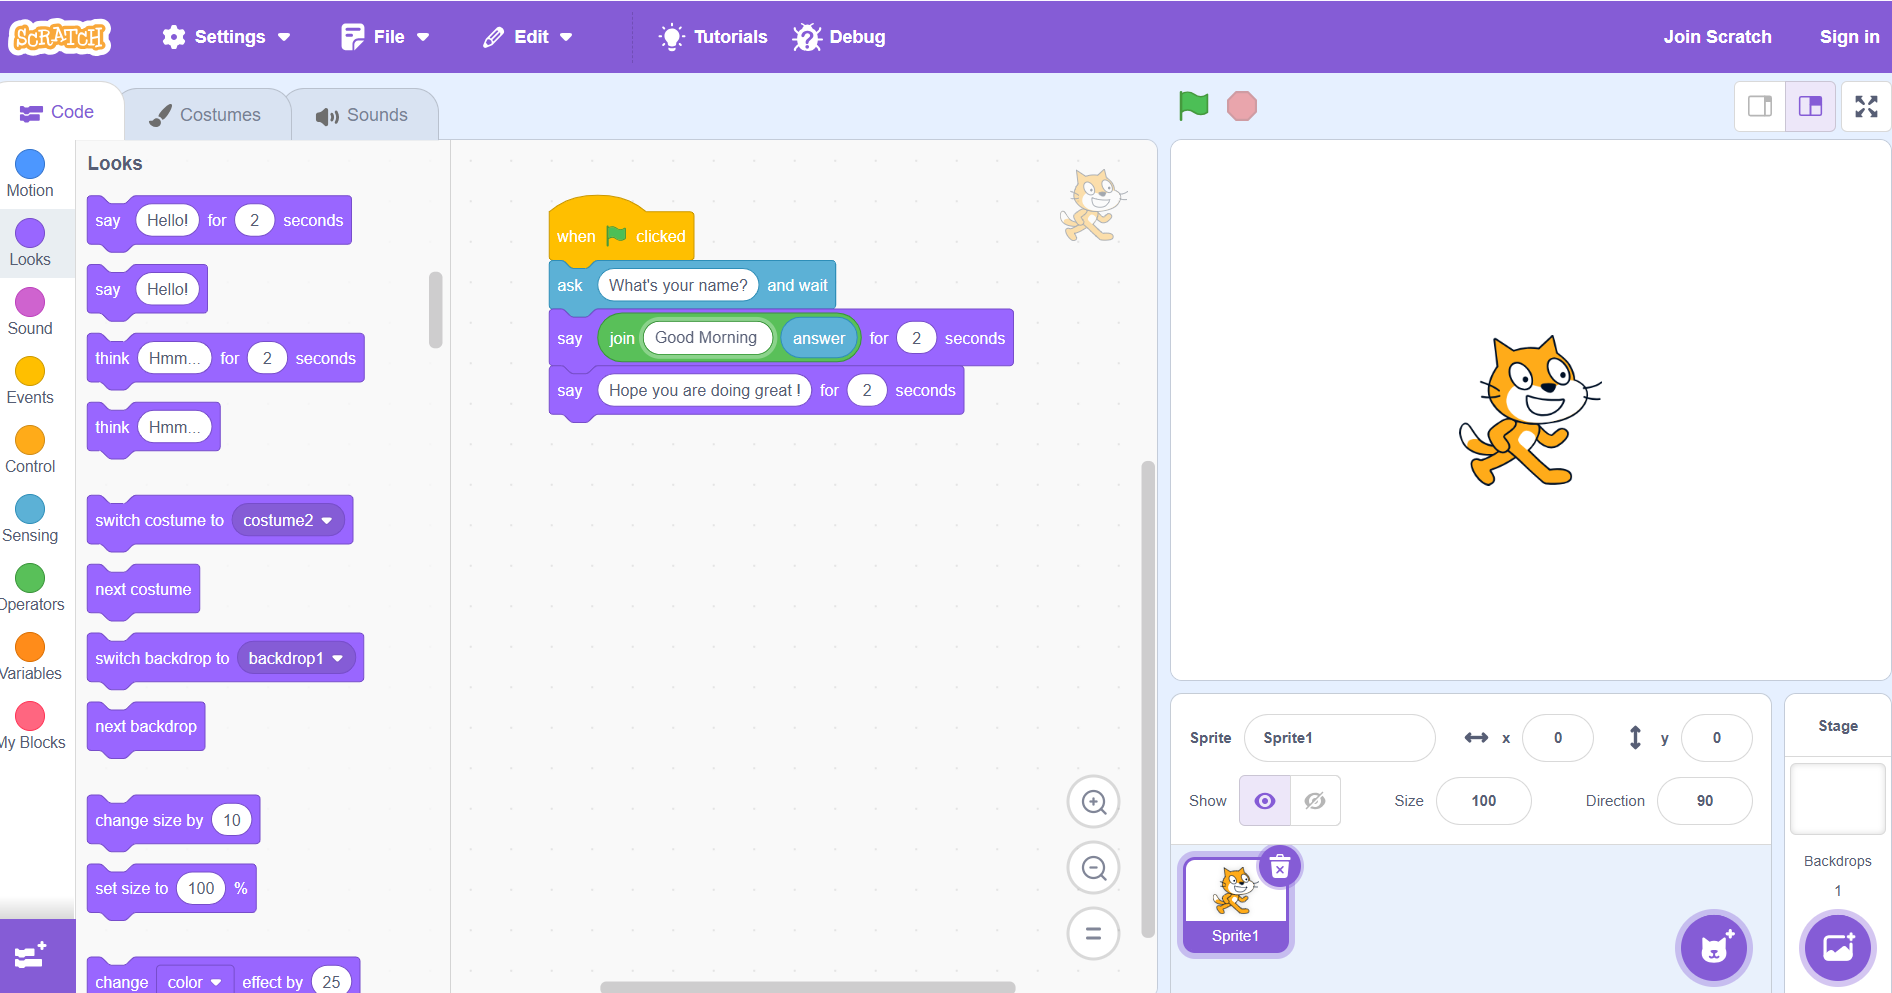 SCRATCH Settings File Edit Tutorials Debug Join Scratch Sign in
Code Costumes Sounds
Motion
Looks
Sound
Events
Control
Sensing
Operators
Variables
My Blocks
Looks
say Hello! for 2 seconds
say Hello!
think Hmm... for 2 seconds
think Hmm...
switch costume to costume2
next costume
switch backdrop to backdrop1
next backdrop
change size by 10
set size to 100 %
change color effect by 25
when clicked
ask What's your name? and wait
say join Good Morning answer for 2 seconds
say Hope you are doing great ! for 2 seconds
Sprite Sprite1 x 0 y 0
Show Size 100 Direction 90
Sprite1
Stage
Backdrops
1